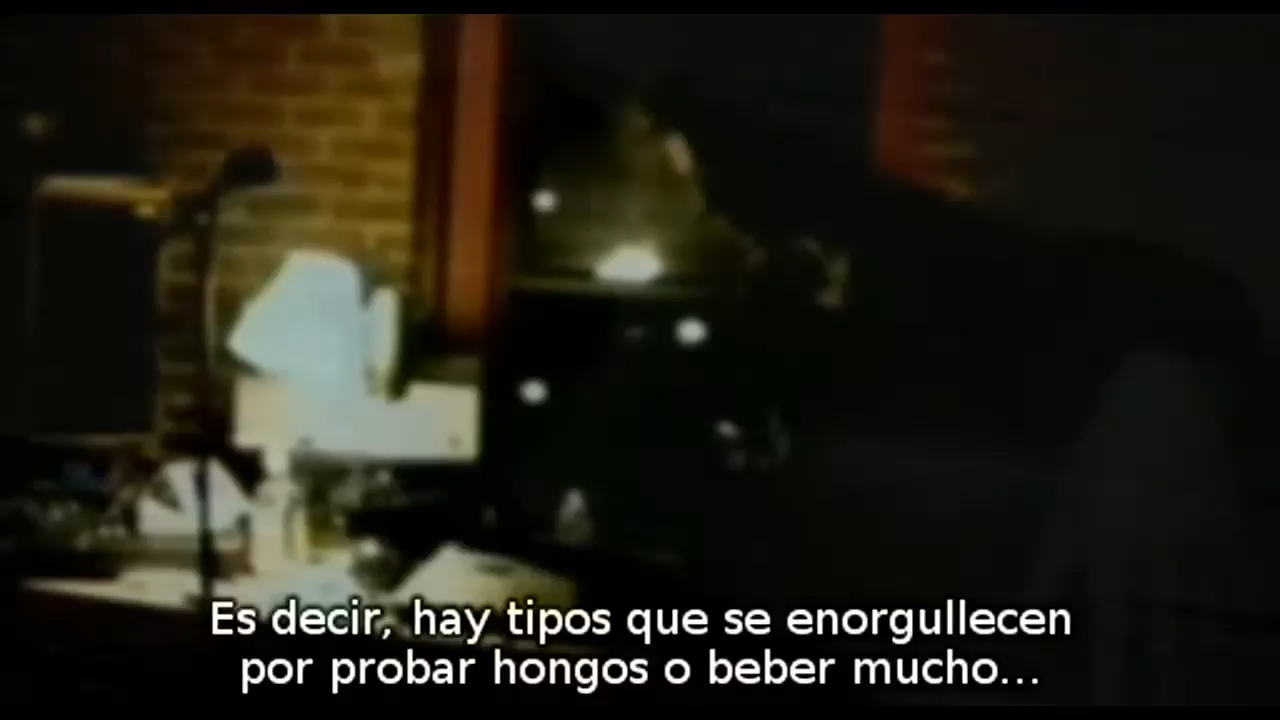 Es decir, hay tipos que se enorgullecen
por probar hongos o beber mucho...